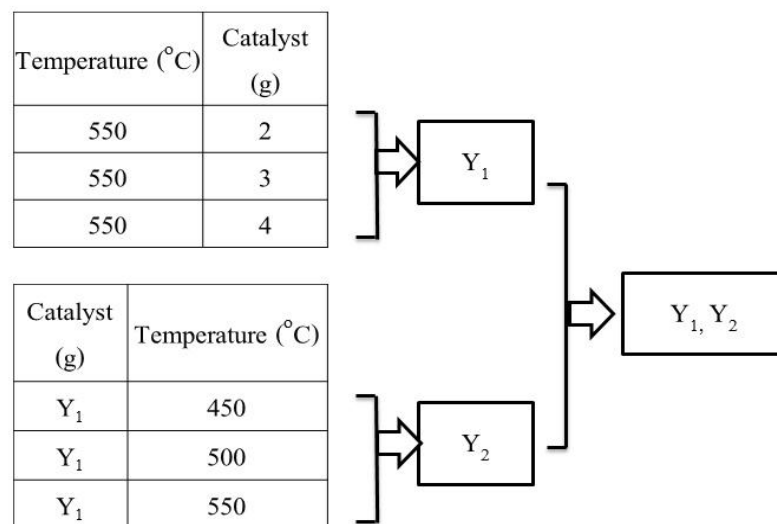 Temperature (°C) Catalyst (g)
550 2
550 3
550 4
Y₁
Catalyst (g) Temperature (°C)
Y₁ 450
Y₁ 500
Y₁ 550
Y₂
Y₁, Y₂